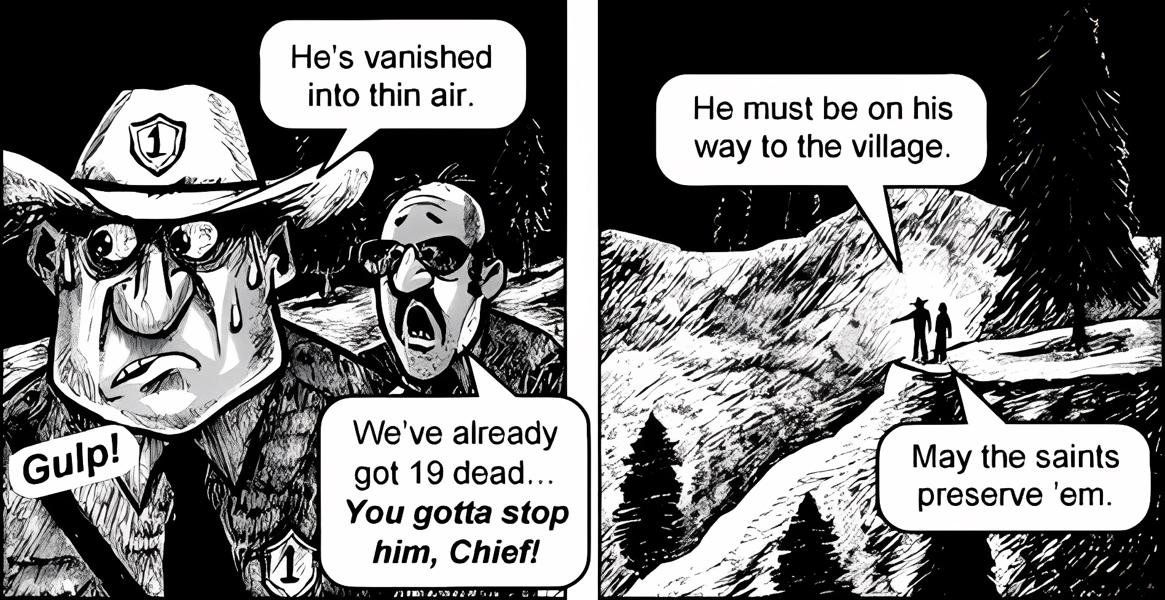 He's vanished
into thin air.
1
Gulp!
We've already
got 19 dead...
You gotta stop
him, Chief!
1
He must be on his
way to the village.
May the saints
preserve 'em.